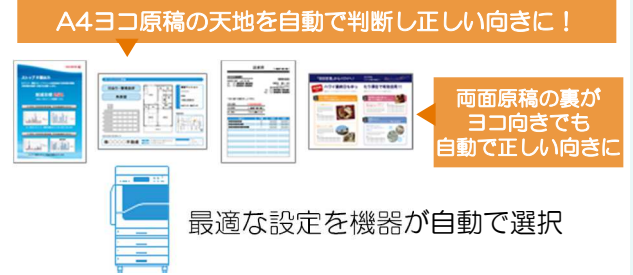 A4ヨコ原稿の天地を自動で判断し正しい向きに！
両面原稿の裏が
ヨコ向きでも
自動で正しい向きに
最適な設定を機器が自動で選択